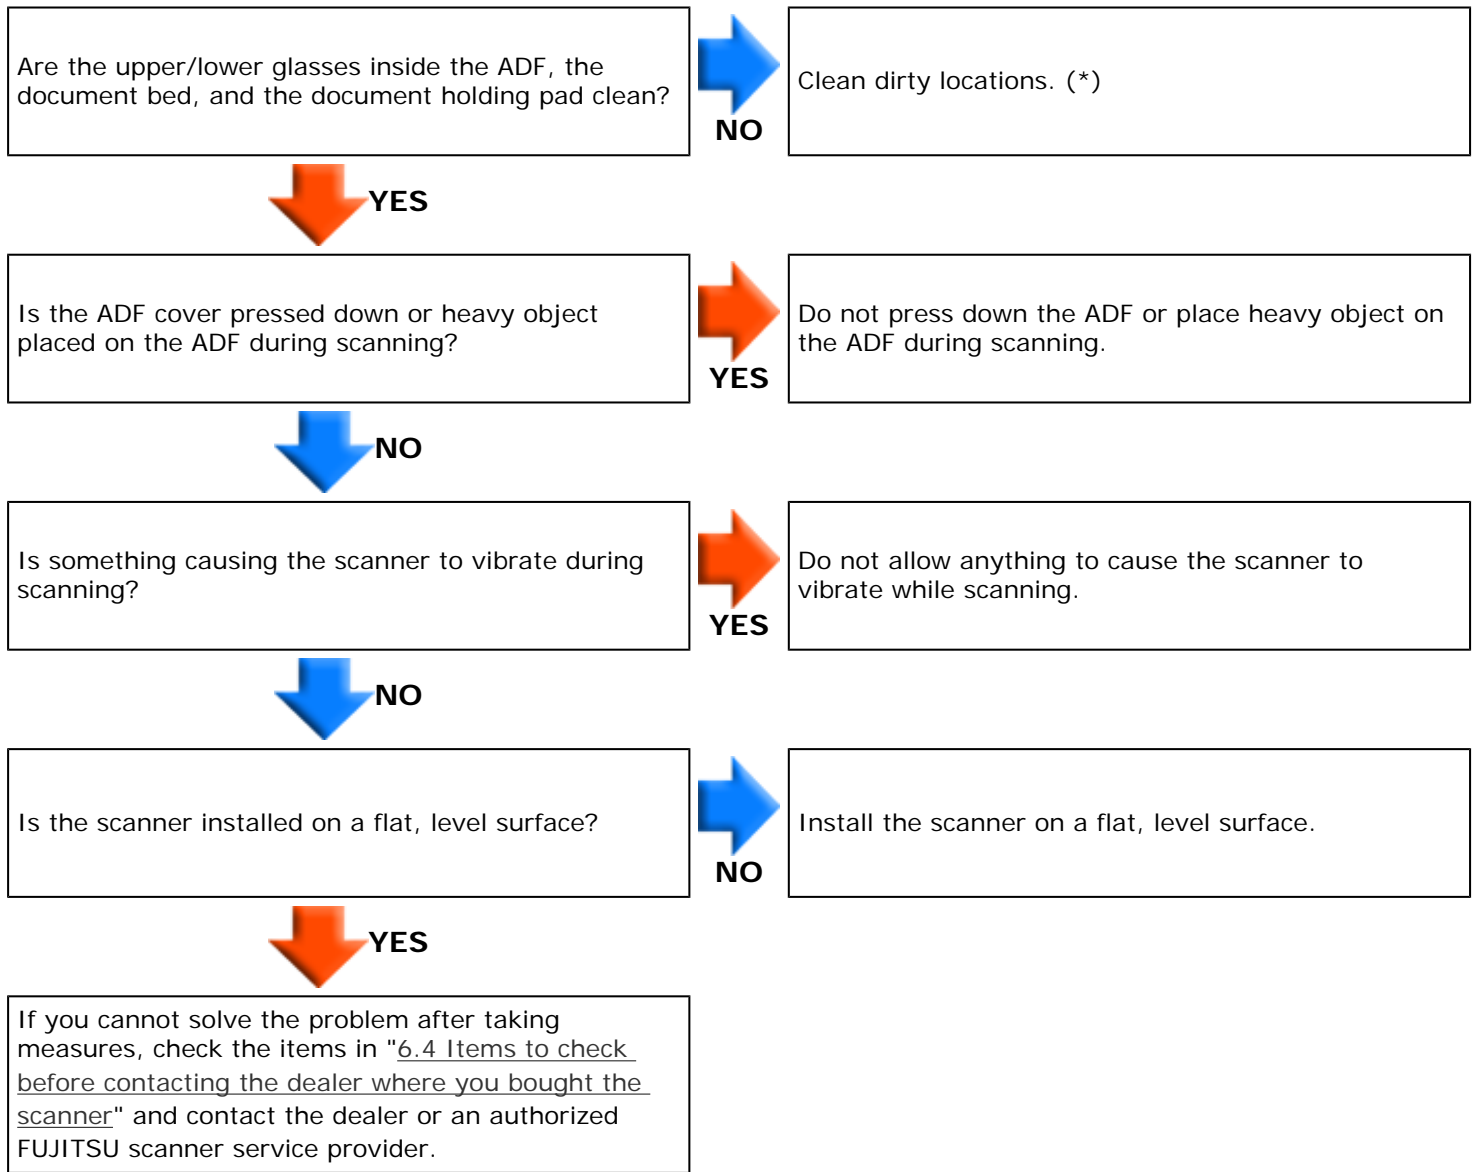 Are the upper/lower glasses inside the ADF, the
document bed, and the document holding pad clean?
NO
Clean dirty locations. (*)
YES
Is the ADF cover pressed down or heavy object
placed on the ADF during scanning?
YES
Do not press down the ADF or place heavy object on
the ADF during scanning.
NO
Is something causing the scanner to vibrate during
scanning?
YES
Do not allow anything to cause the scanner to
vibrate while scanning.
NO
Is the scanner installed on a flat, level surface?
NO
Install the scanner on a flat, level surface.
YES
If you cannot solve the problem after taking
measures, check the items in "6.4 Items to check
before contacting the dealer where you bought the
scanner" and contact the dealer or an authorized
FUJITSU scanner service provider.